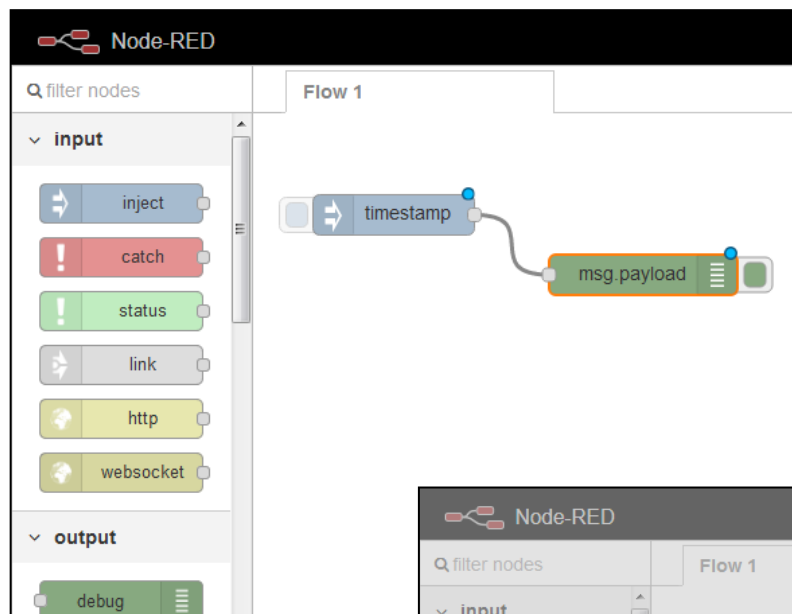 Node-RED
filter nodes
Flow 1
input
inject
timestamp
catch
msg.payload
status
link
http
websocket
output
debug
Node-RED
filter nodes
Flow 1
input